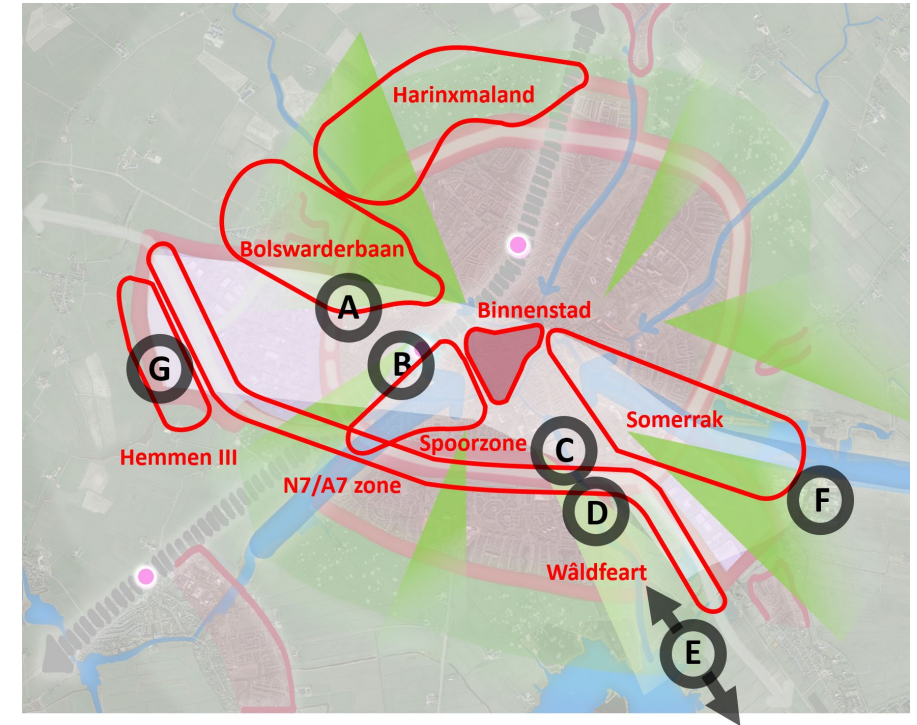 Harinxmaland
Bolswarderbaan
A
Binnenstad
B
G
Somerrak
Spoorzone
C
Hemmen III
N7/A7 zone
F
D
Wâldfeart
E